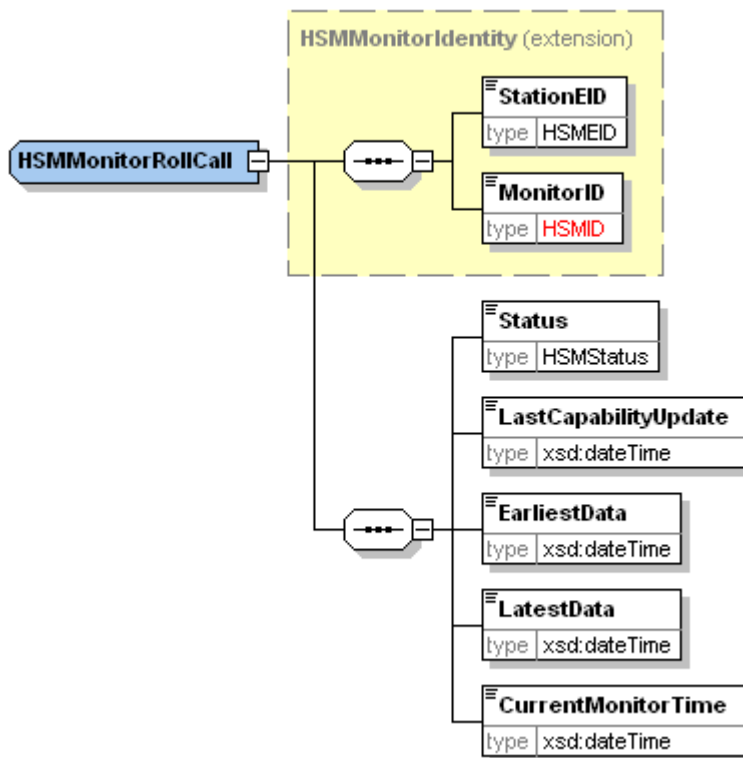 HSMMonitorIdentity (extension)
StationEID
type HSMEID
HSMMonitorRollCall
MonitorID
type HSMID
Status
type HSMStatus
LastCapabilityUpdate
type xsd:dateTime
EarliestData
type xsd:dateTime
LatestData
type xsd:dateTime
CurrentMonitorTime
type xsd:dateTime